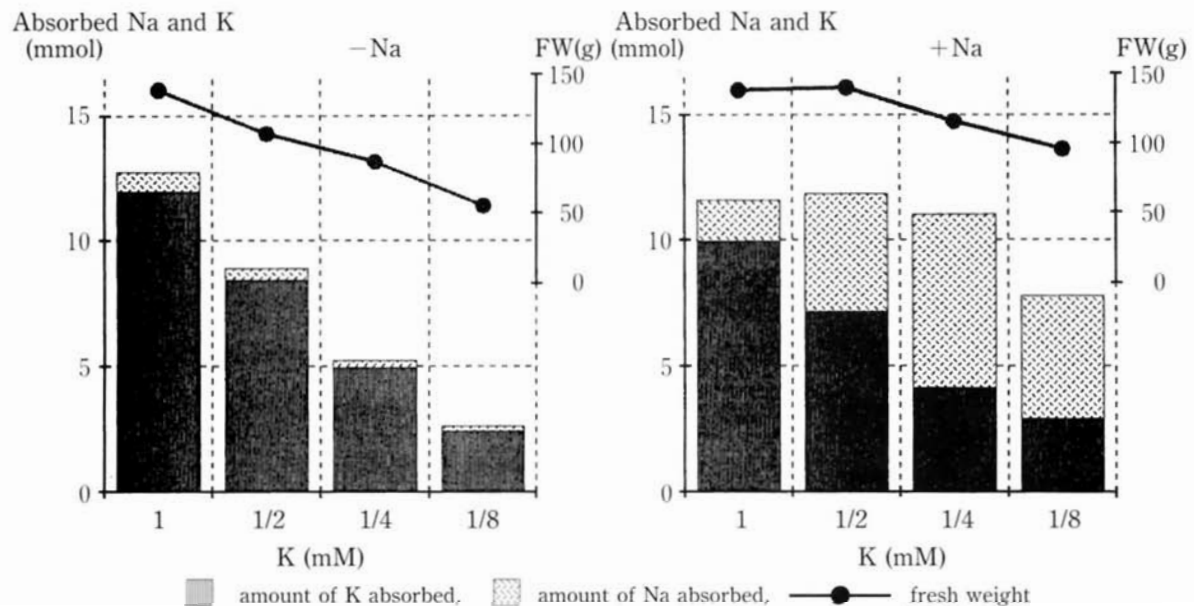 Absorbed Na and K
(mmol)
−Na
FW(g)
150
100
50
0
15
10
5
0
1
1/2
1/4
1/8
K (mM)
Absorbed Na and K
(mmol)
+Na
FW(g)
150
100
50
0
15
10
5
0
1
1/2
1/4
1/8
K (mM)
amount of K absorbed, amount of Na absorbed, fresh weight